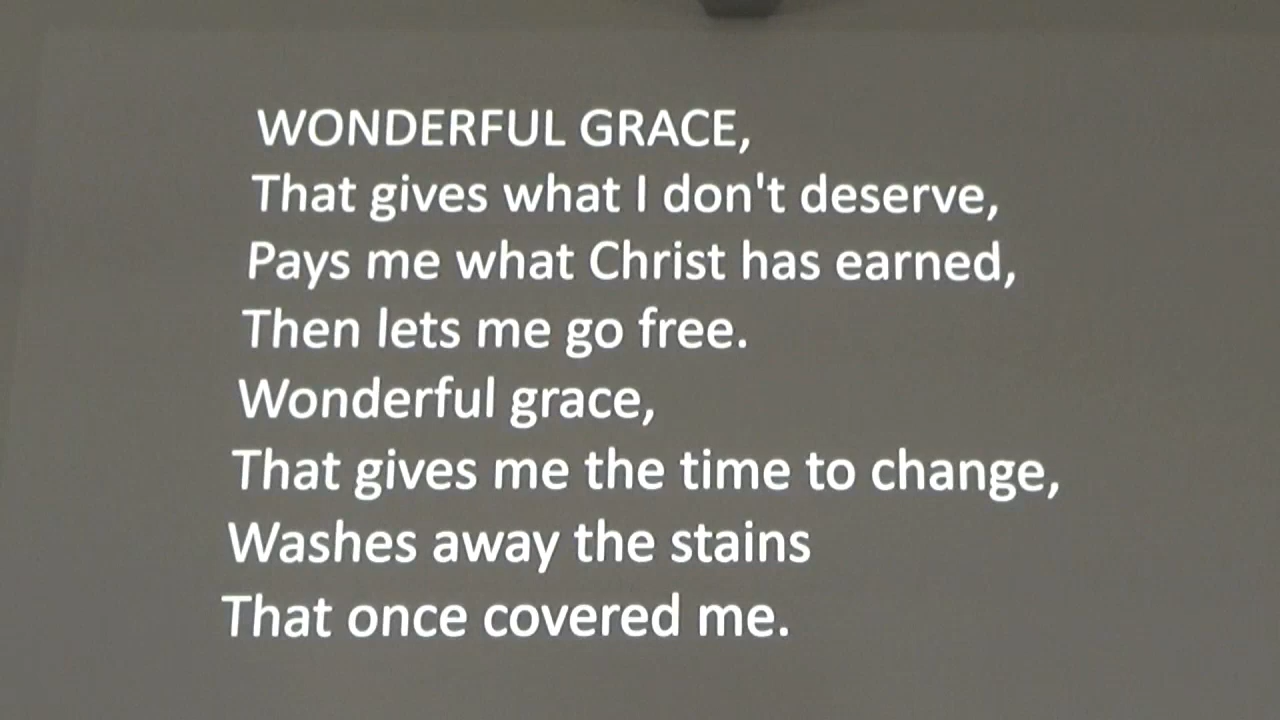 WONDERFUL GRACE,
That gives what I don't deserve,
Pays me what Christ has earned,
Then lets me go free.
Wonderful grace,
That gives me the time to change,
Washes away the stains
That once covered me.